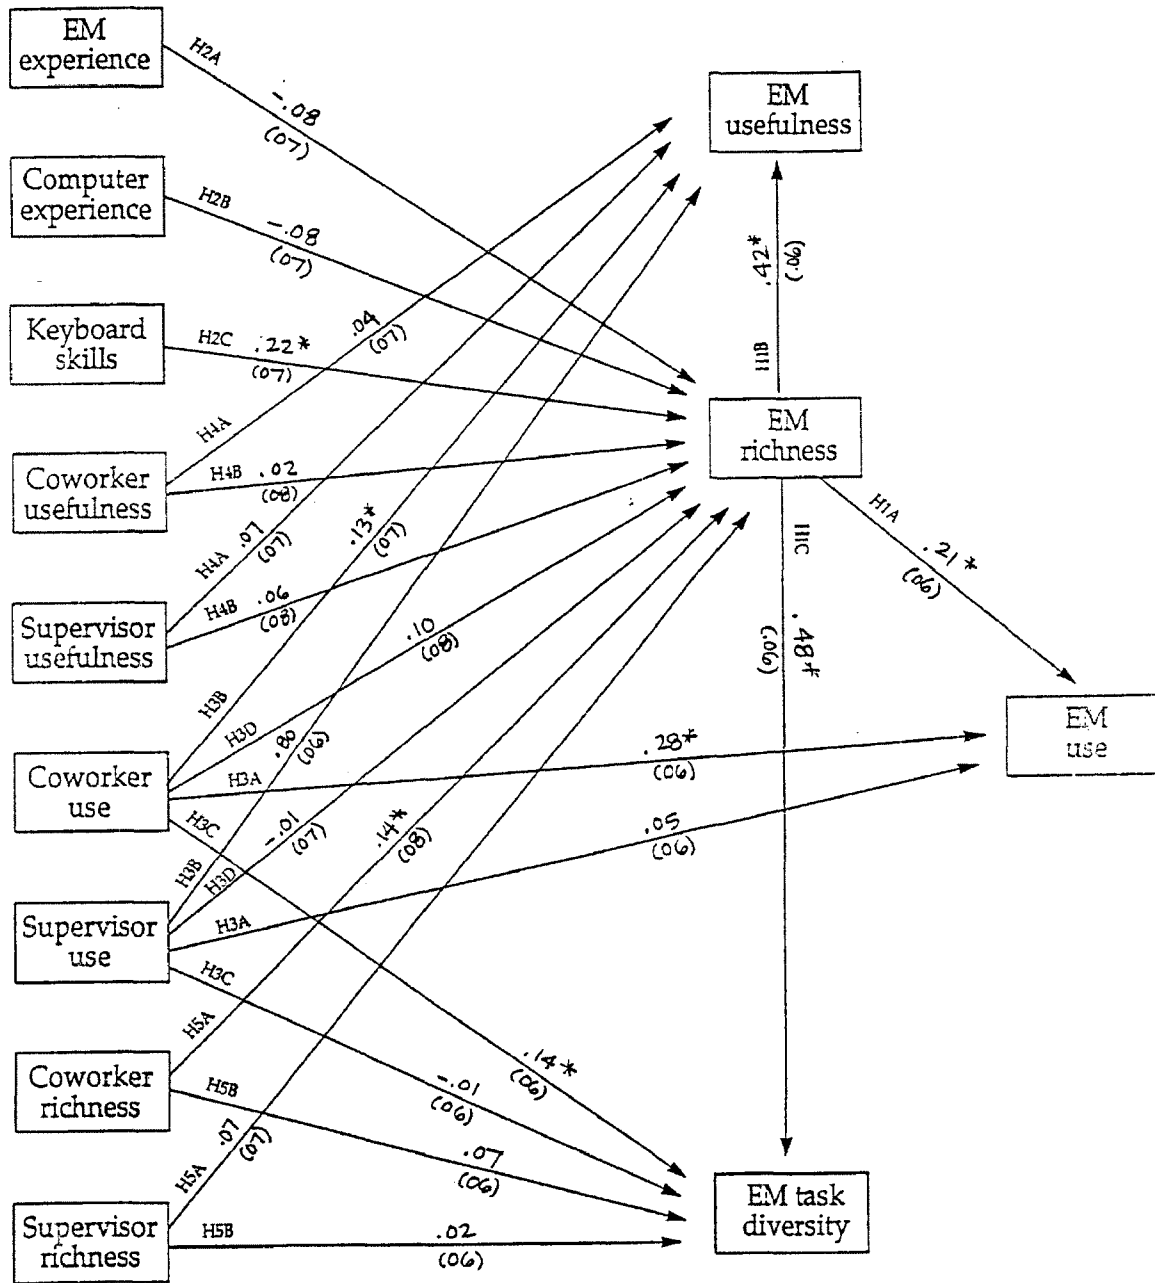 EM
experience
Computer
experience
Keyboard
skills
Coworker
usefulness
Supervisor
usefulness
Coworker
use
Supervisor
use
Coworker
richness
Supervisor
richness
EM
usefulness
EM
richness
EM
use
EM task
diversity
H2A
-.08
(07)
H2B
-.08
(07)
H2C
.22*
(07)
H4A
.04
(07)
H4B
.02
(08)
H4A
.07
(07)
H4B
.06
(08)
H3B
.13*
(07)
H3D
.10
(08)
H3A
.28*
(06)
H3C
.14*
(06)
H3B
.80
(06)
H3D
-.01
(07)
H3A
.05
(06)
H3C
-.01
(06)
H5A
.14*
(08)
H5B
.07
(06)
H5A
.07
(07)
H5B
.02
(06)
H1B
.42*
(.06)
H1A
.21*
(06)
H1C
.48*
(.06)